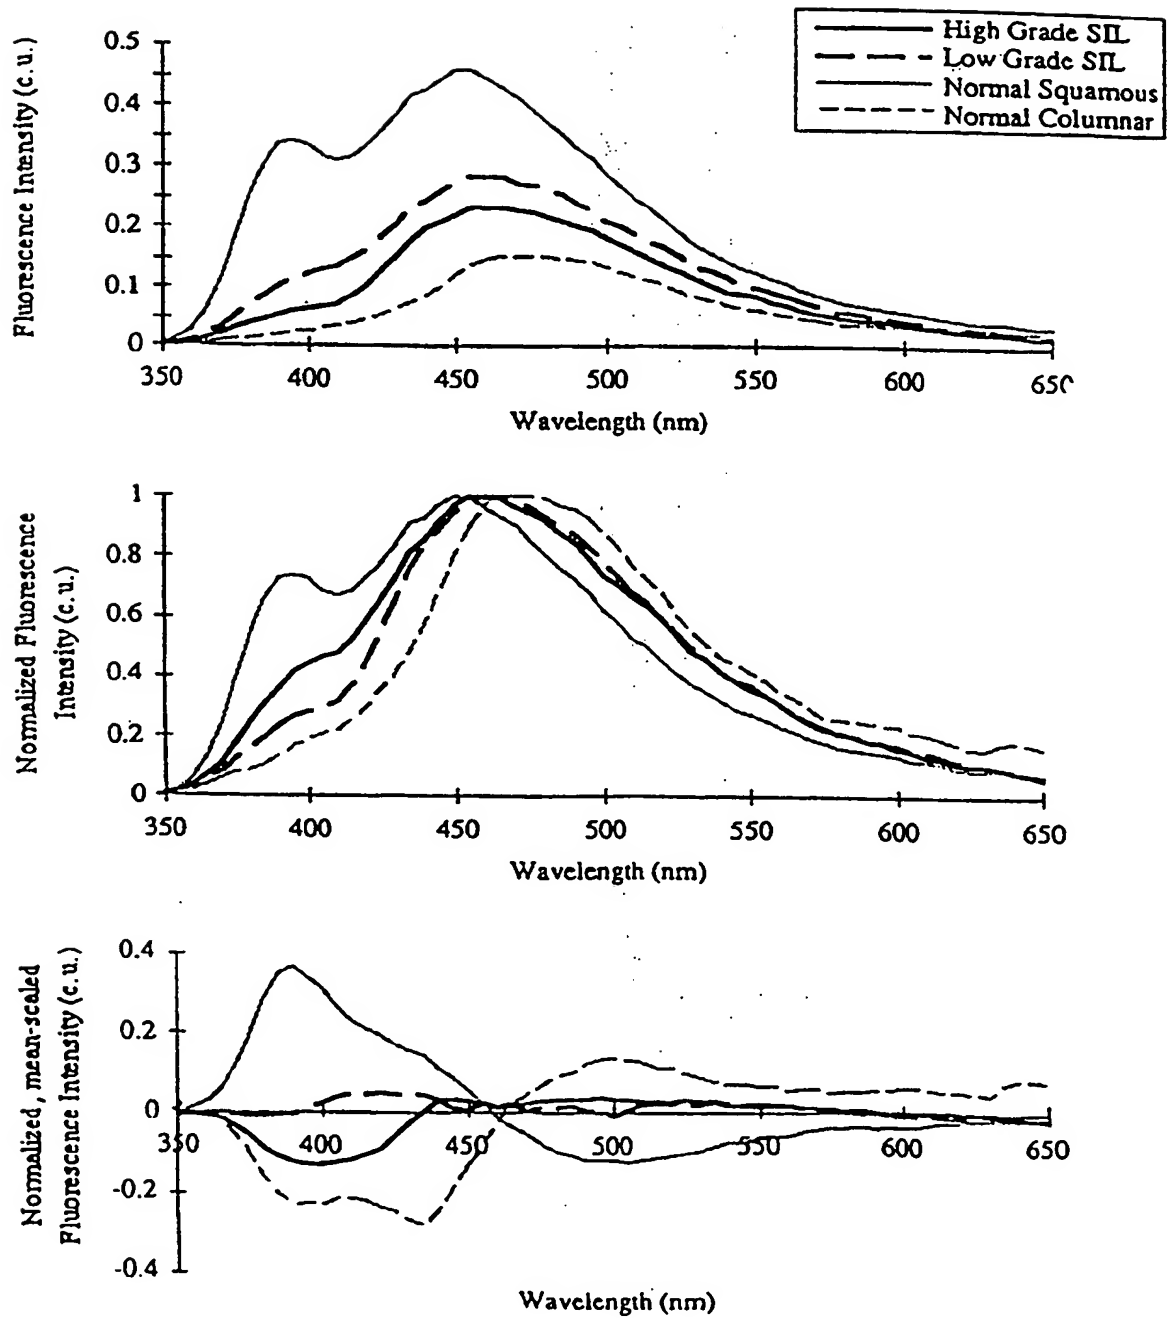 High Grade SIL
Low Grade SIL
Normal Squamous
Normal Columnar
Fluorescence Intensity (c.u.)
0.5
0.4
0.3
0.2
0.1
0
350 400 450 500 550 600 650
Wavelength (nm)
Normalized Fluorescence
Intensity (c.u.)
1
0.8
0.6
0.4
0.2
0
350 400 450 500 550 600 650
Wavelength (nm)
Normalized, mean-scaled
Fluorescence Intensity (c.u.)
0.4
0.2
0
-0.2
-0.4
350 400 450 500 550 600 650
Wavelength (nm)